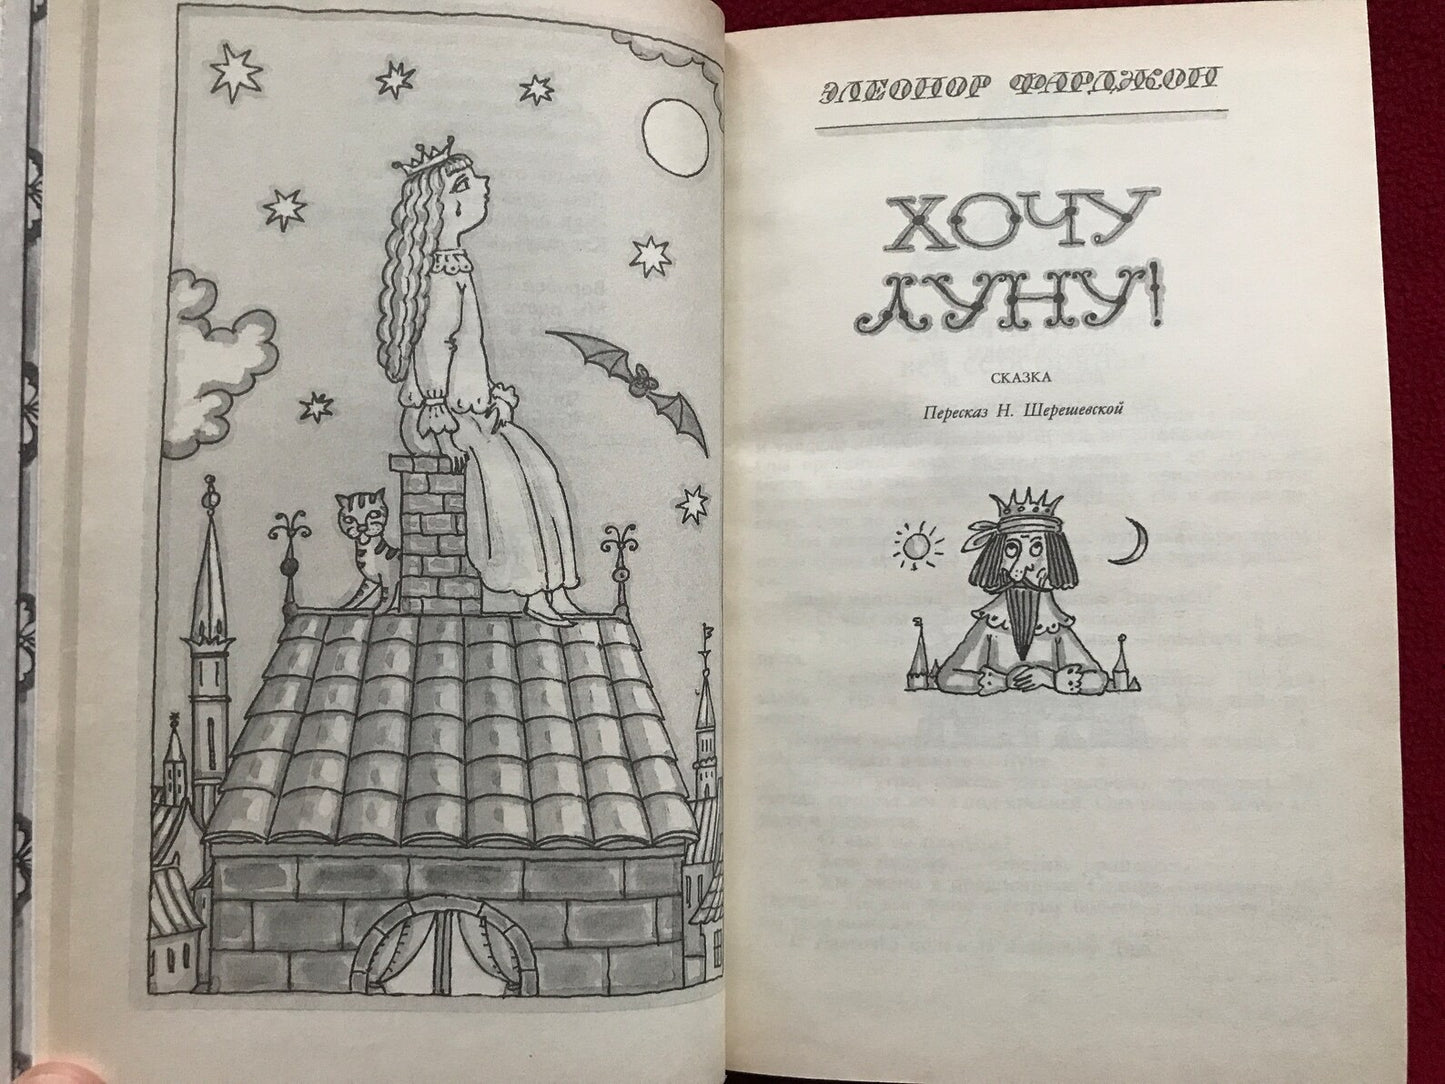 ЭЛЕОНОР ФАРДЖОН
ХОЧУ
ЛУНУ!
СКАЗКА
Пересказ Н. Шерешевской